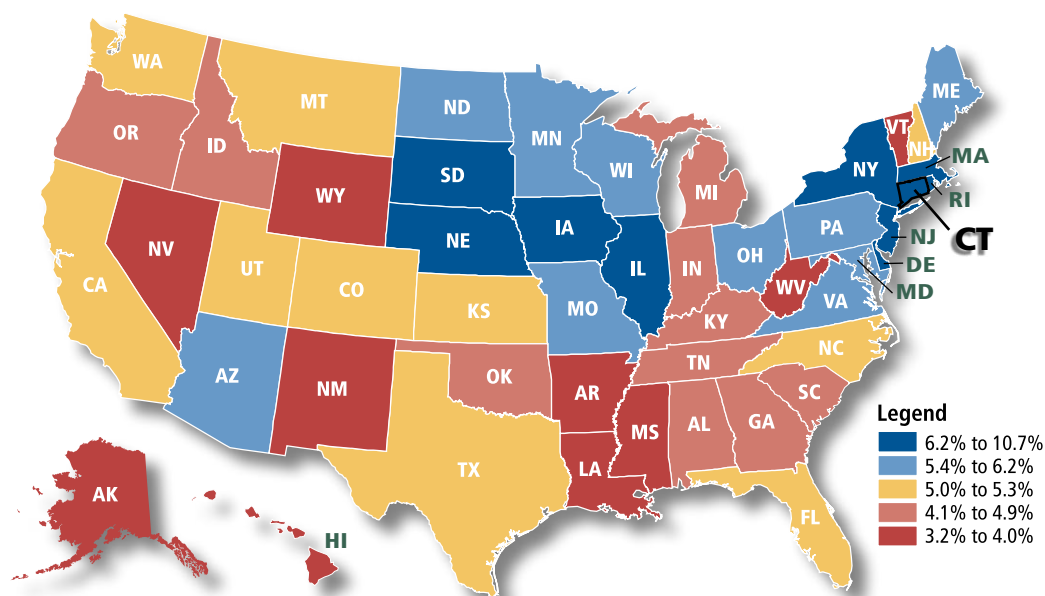 WA
MT
ND
MN
ME
VT
NH
OR
ID
WY
SD
WI
MI
NY
MA
RI
CT
NV
UT
CO
NE
IA
IL
IN
OH
PA
NJ
DE
MD
CA
KS
MO
KY
WV
VA
AZ
NM
OK
AR
TN
NC
SC
TX
LA
MS
AL
GA
FL
AK
HI
Legend
6.2% to 10.7%
5.4% to 6.2%
5.0% to 5.3%
4.1% to 4.9%
3.2% to 4.0%